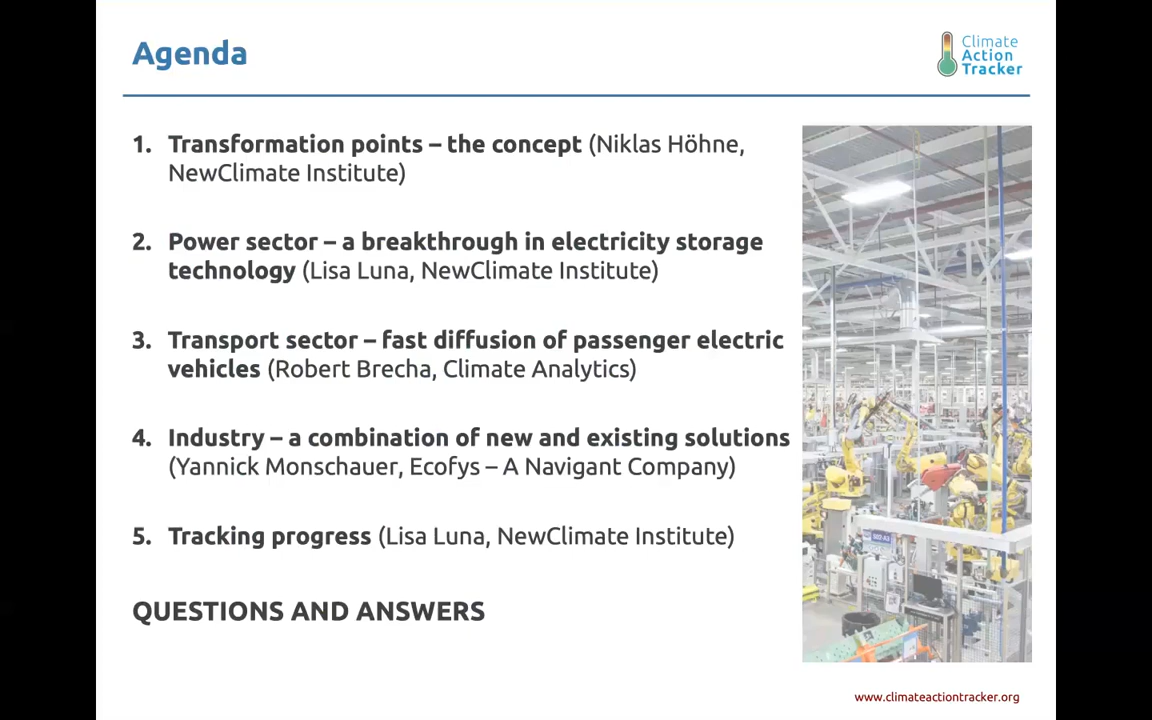 Agenda
Climate
Action
Tracker
1. Transformation points – the concept (Niklas Höhne,
NewClimate Institute)
2. Power sector – a breakthrough in electricity storage
technology (Lisa Luna, NewClimate Institute)
3. Transport sector – fast diffusion of passenger electric
vehicles (Robert Brecha, Climate Analytics)
4. Industry – a combination of new and existing solutions
(Yannick Monschauer, Ecofys – A Navigant Company)
5. Tracking progress (Lisa Luna, NewClimate Institute)
QUESTIONS AND ANSWERS
www.climateactiontracker.org